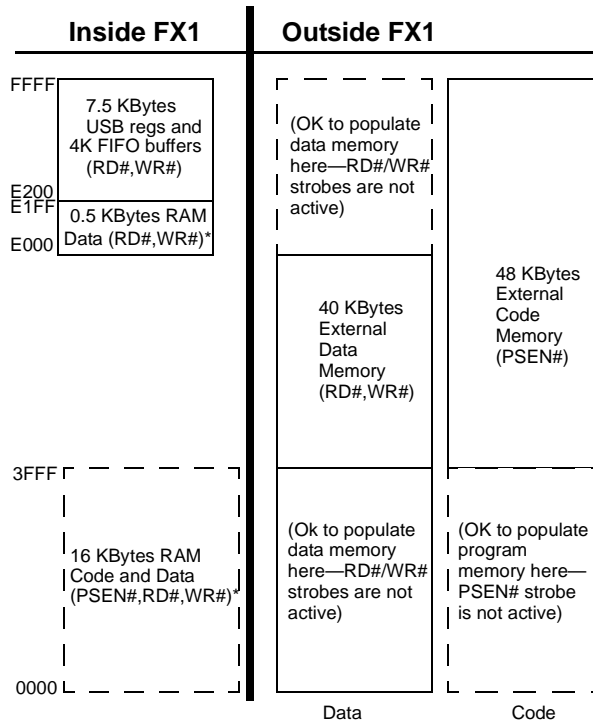 Inside FX1
Outside FX1
FFFF
7.5 KBytes
USB regs and
4K FIFO buffers
(RD#,WR#)
E200
E1FF
0.5 KBytes RAM
Data (RD#,WR#)*
E000
(OK to populate
data memory
here—RD#/WR#
strobes are not
active)
40 KBytes
External
Data
Memory
(RD#,WR#)
48 KBytes
External
Code
Memory
(PSEN#)
3FFF
16 KBytes RAM
Code and Data
(PSEN#,RD#,WR#)*
0000
(Ok to populate
data memory
here—RD#/WR#
strobes are not
active)
(OK to populate
program
memory here—
PSEN# strobe
is not active)
Data
Code